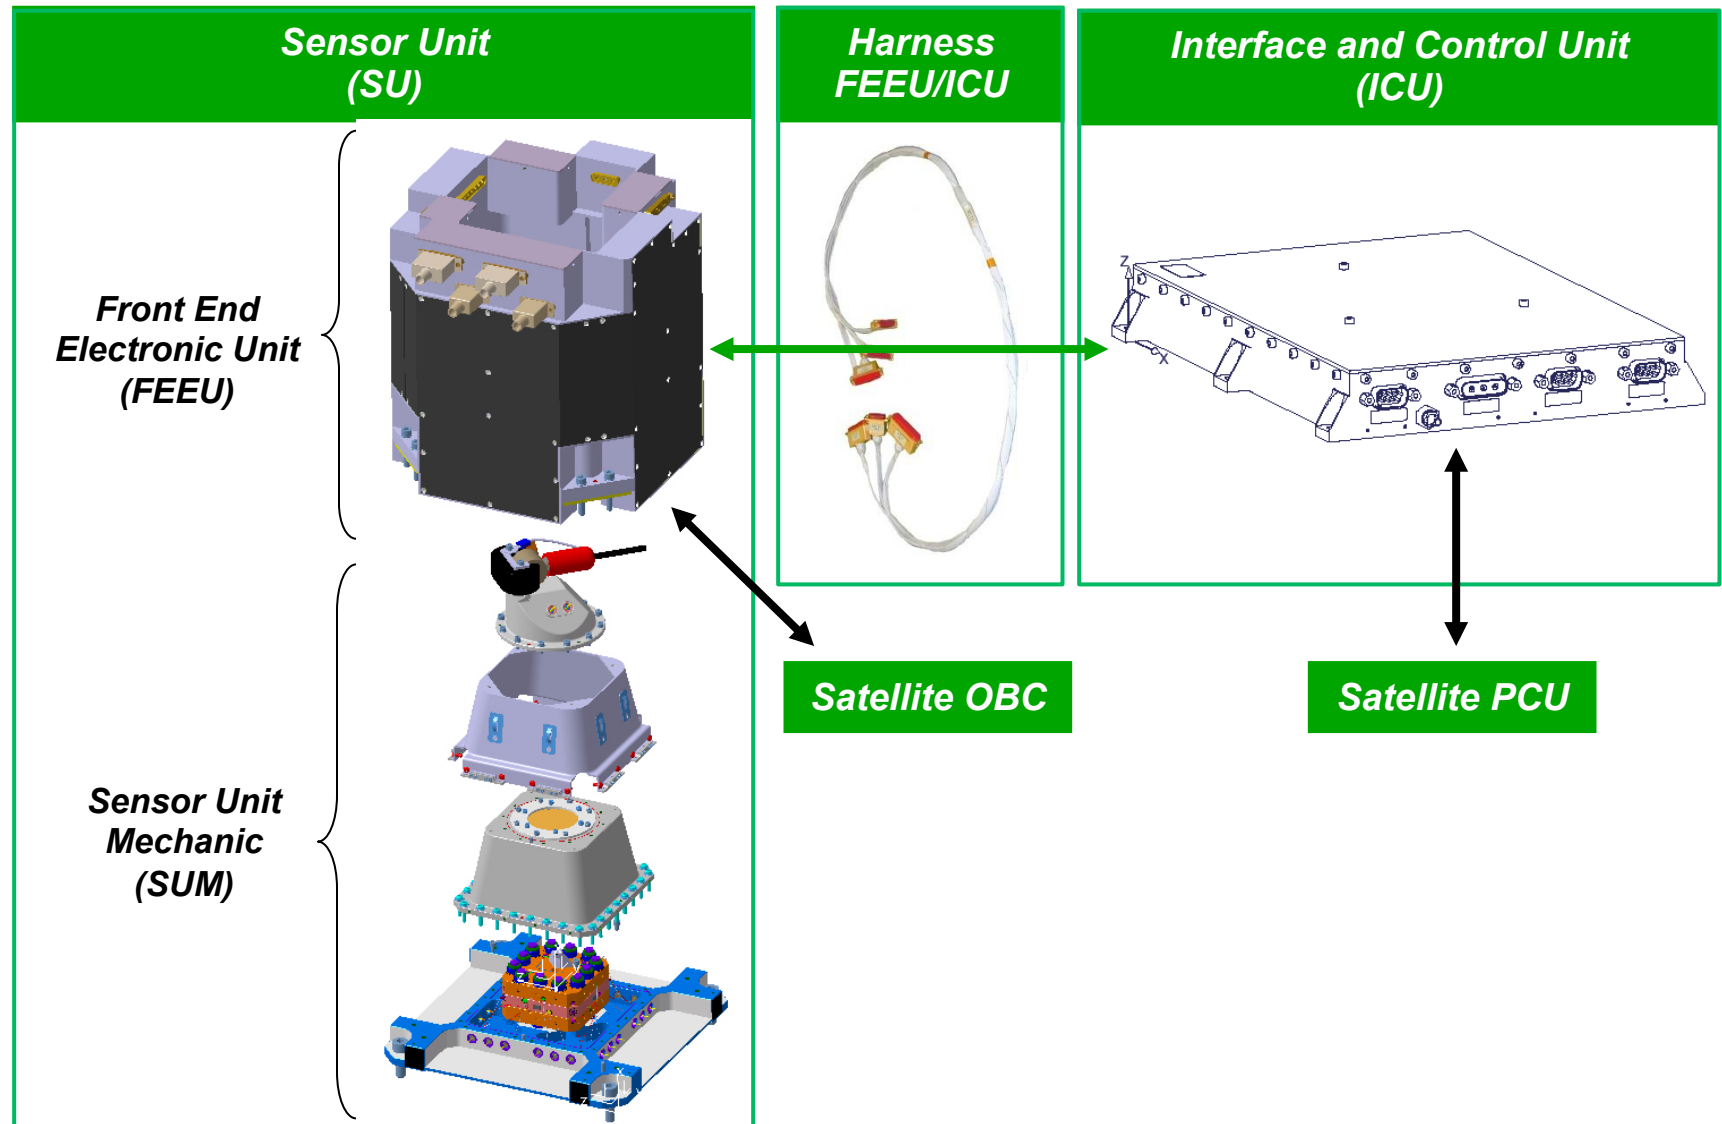 Sensor Unit
(SU)
Harness
FEEU/ICU
Interface and Control Unit
(ICU)
Front End
Electronic Unit
(FEEU)
Z
X
Satellite OBC
Satellite PCU
Sensor Unit
Mechanic
(SUM)
Z
Y
X
Z